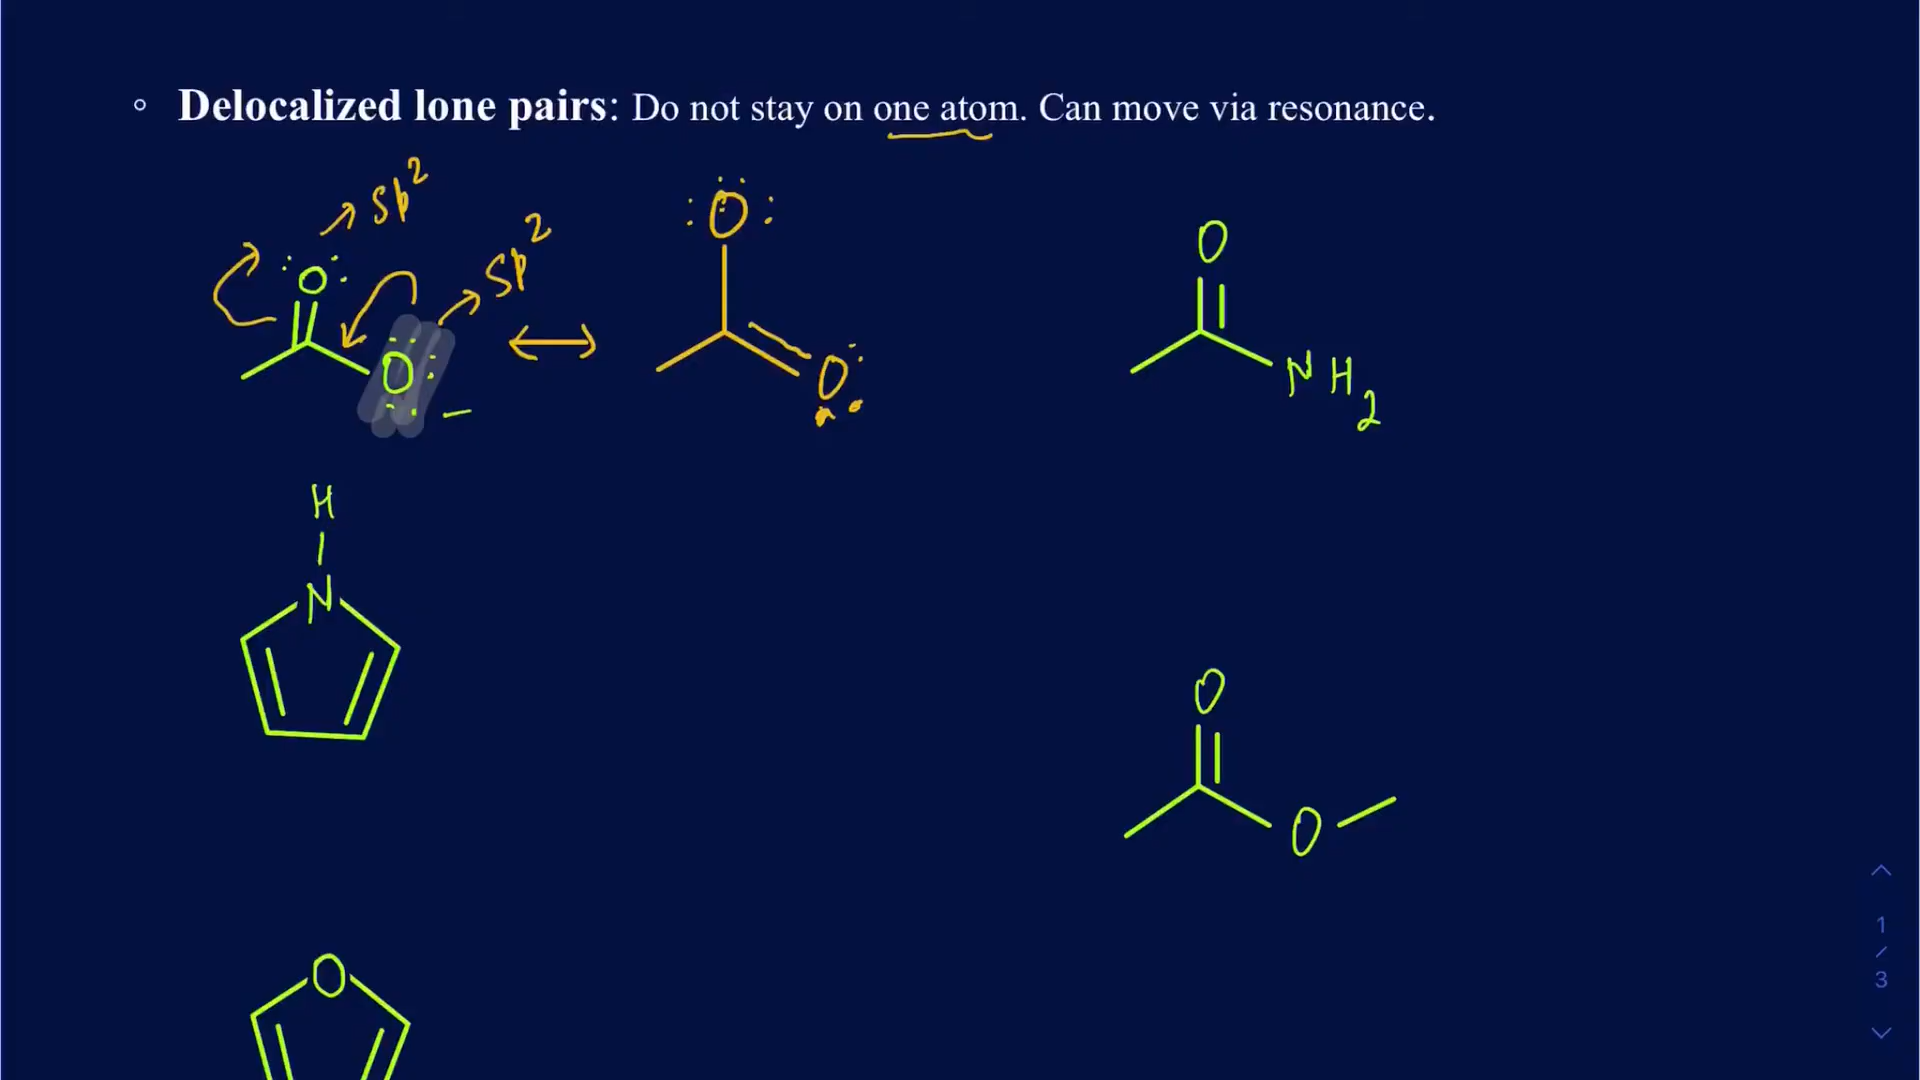 ◦ Delocalized lone pairs: Do not stay on one atom. Can move via resonance.
sp²
sp²
O
O
−
O
O
O
NH₂
H
N
O
O
O
1
/
3